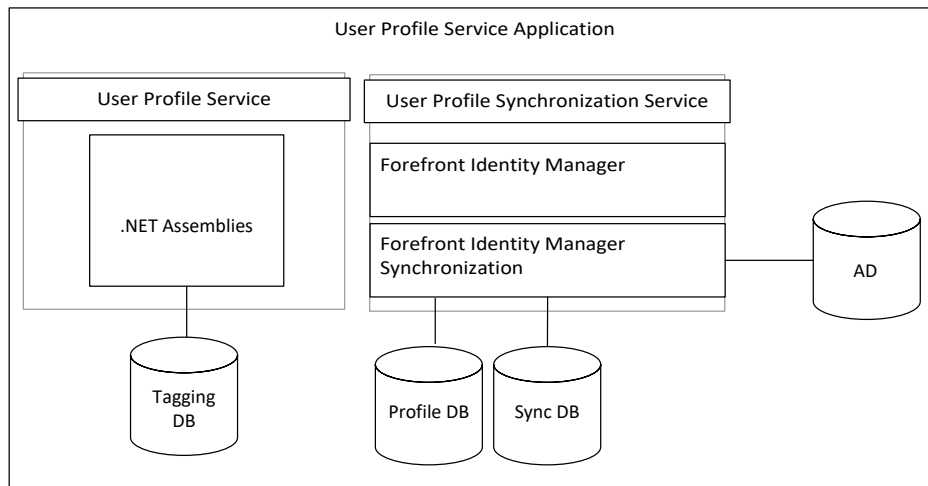 User Profile Service Application
User Profile Service
User Profile Synchronization Service
.NET Assemblies
Forefront Identity Manager
Forefront Identity Manager
Synchronization
AD
Tagging
DB
Profile DB
Sync DB